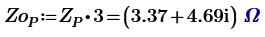 Zo_P := Z_P • 3 = (3.37 + 4.69i) Ω